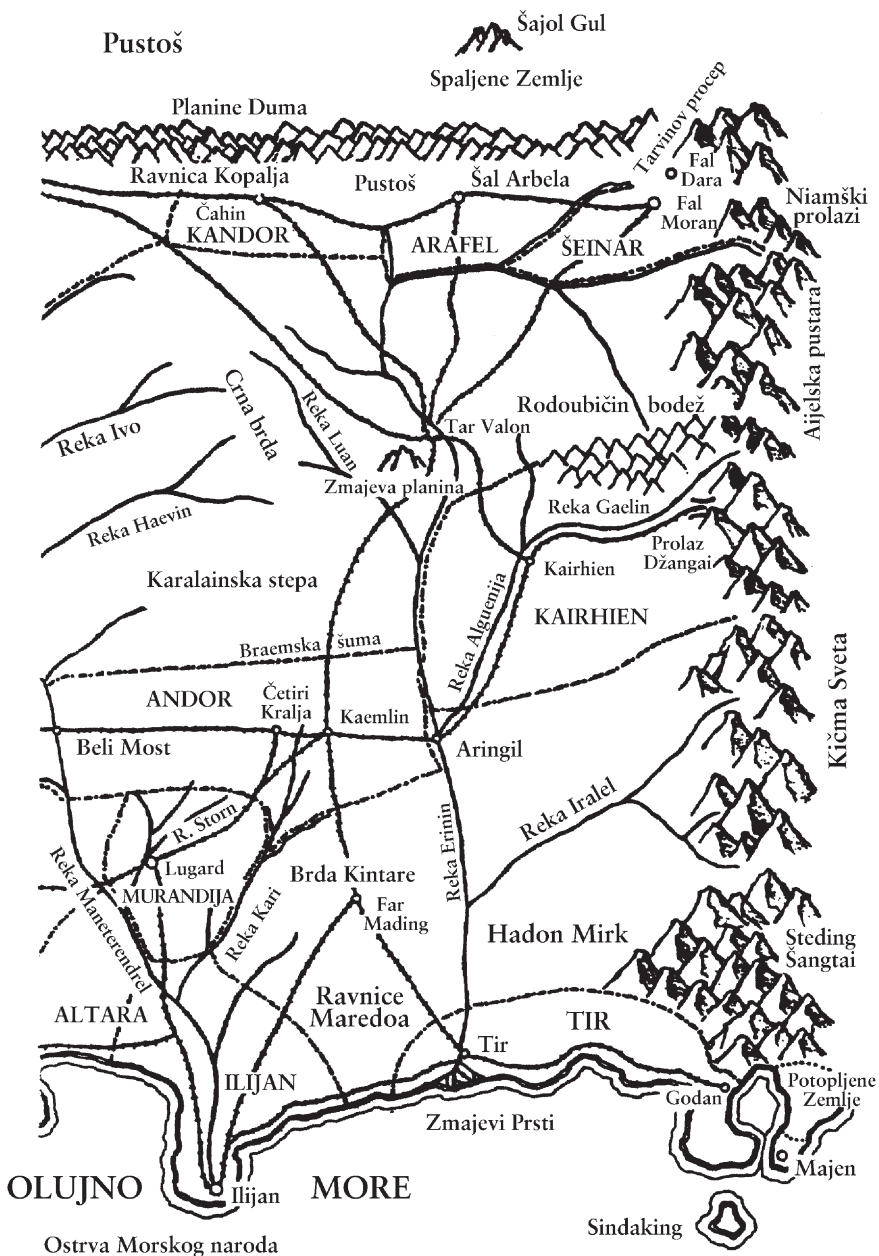 Šajol Gul
Pustoš
Spaljene Zemlje
Planine Duma
Tarvinov procep
Ravnica Kopalja
Pustoš
Šal Arbela
Fal
Dara
Fal
Moran
Niamški
prolazi
Čahin
KANDOR
ARAFEL
ŠEINAR
Aijelska pustara
Crna brda
Reka Luan
Rodoubičin bodež
Reka Ivo
Tar Valon
Zmajeva planina
Reka Gaelin
Reka Haevin
Prolaz
Džangai
Kairhien
Karalainska stepa
Reka Alguenija
KAIRHIEN
Braemska šuma
ANDOR
Četiri
Kralja
Kaemlin
Beli Most
Aringil
Kičma Sveta
R. Storn
Reka Iralel
Reka Erinin
Reka Maneterendrel
Lugard
MURANDIJA
Reka Kari
Brda Kintare
Far
Mading
Hadon Mirk
Steding
Šangtai
Ravnice
Maredoa
ALTARA
TIR
Tir
ILIJAN
Godan
Potopljene
Zemlje
Zmajevi Prsti
Majen
OLUJNO MORE
Ilijan
Sindaking
Ostrva Morskog naroda